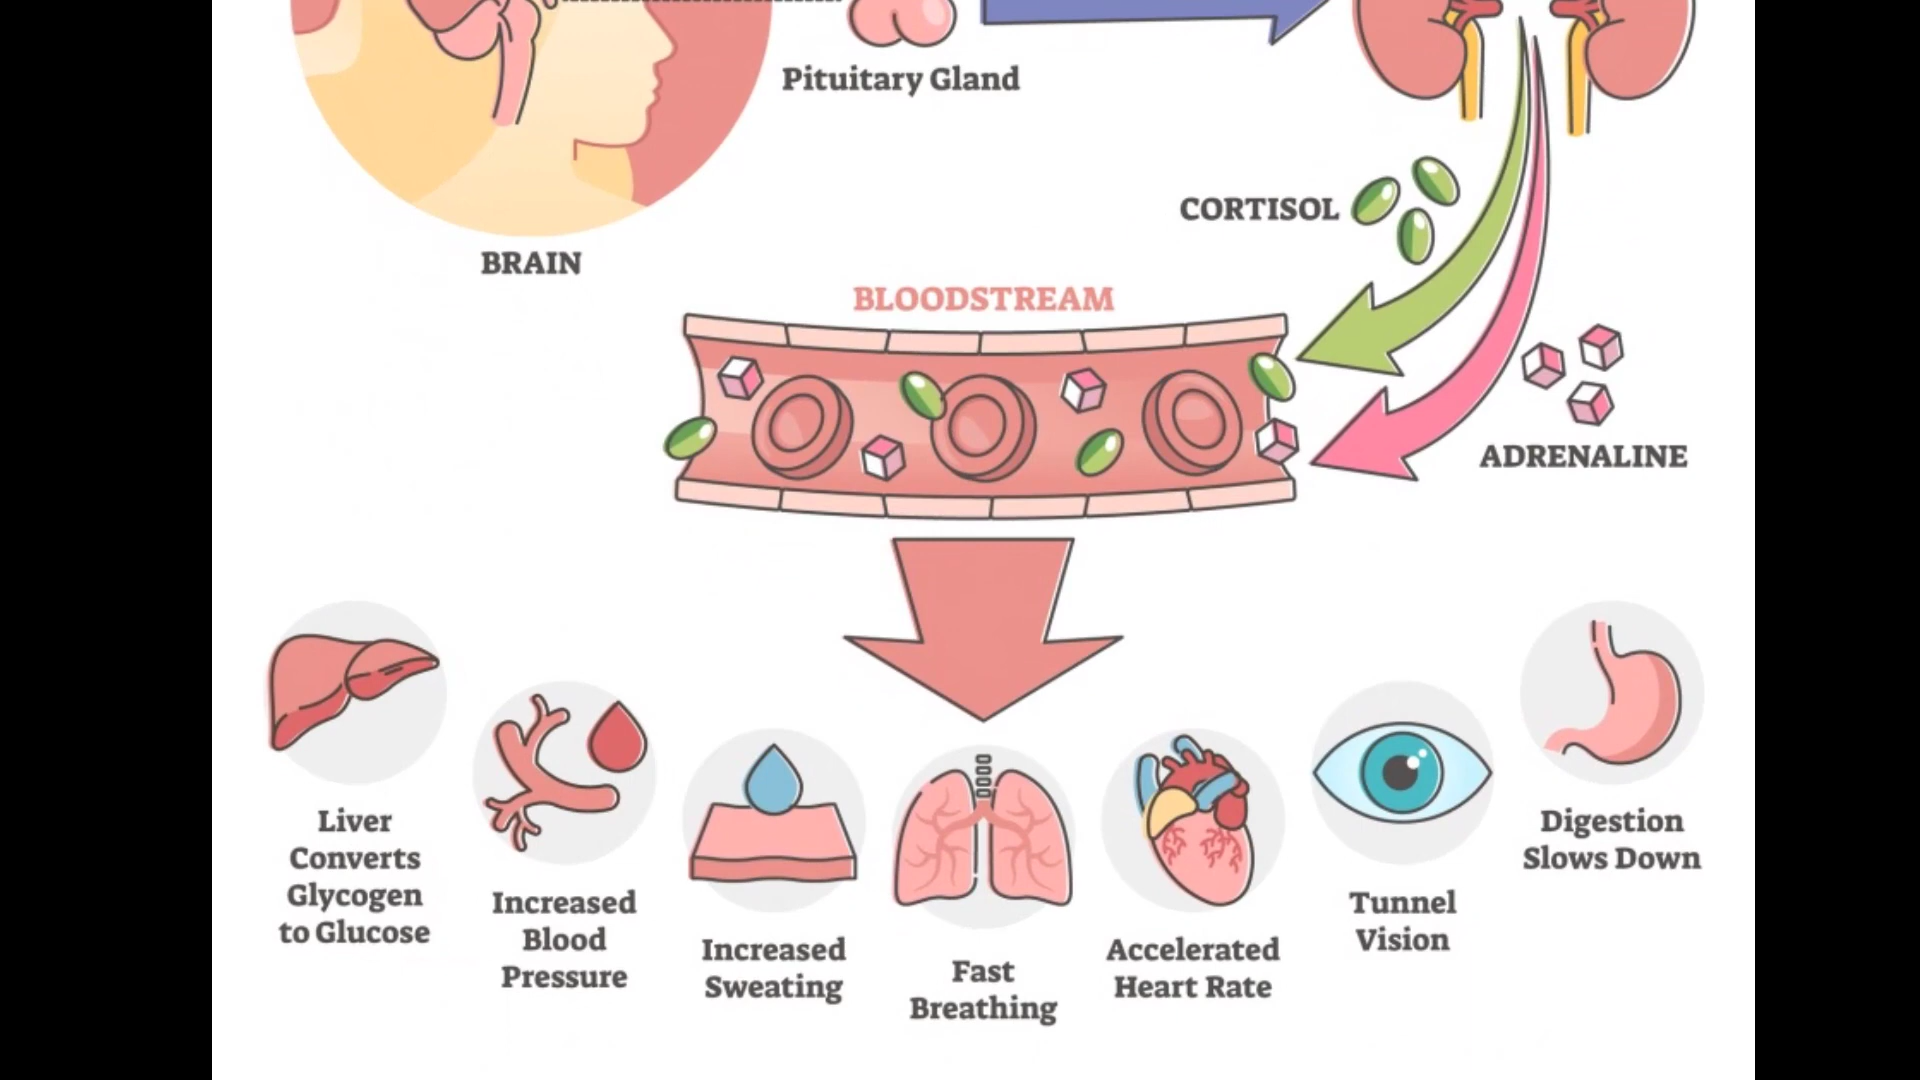 Pituitary Gland
CORTISOL
BRAIN
BLOODSTREAM
ADRENALINE
Liver
Converts
Glycogen
to Glucose
Increased
Blood
Pressure
Increased
Sweating
Fast
Breathing
Accelerated
Heart Rate
Tunnel
Vision
Digestion
Slows Down